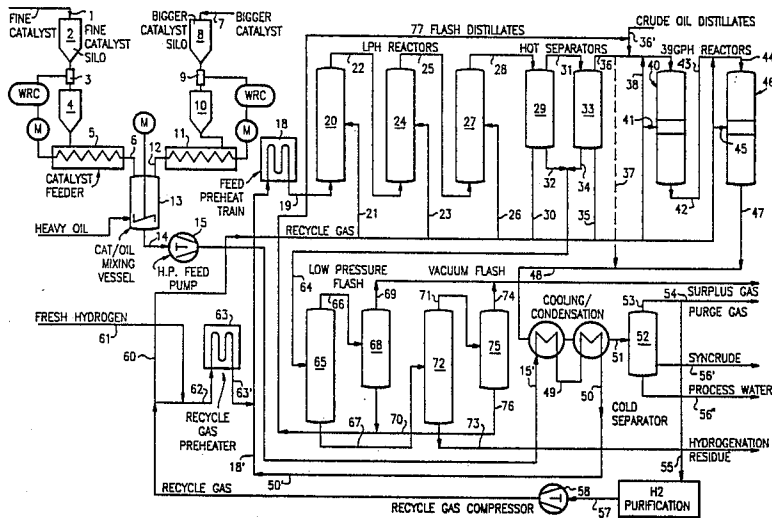 FINE CATALYST
1
2
FINE CATALYST SILO
3
WRC
4
M
5
6
CATALYST FEEDER
BIGGER CATALYST SILO
BIGGER CATALYST
7
8
9
WRC
10
M
11
12
M
13
HEAVY OIL
14
CAT/OIL MIXING VESSEL
15
H.P. FEED PUMP
18
FEED PREHEAT TRAIN
19
77 FLASH DISTILLATES
CRUDE OIL DISTILLATES
36'
LPH REACTORS
HOT SEPARATORS
39 GPH REACTORS
20
21
22
23
24
25
26
27
28
29
30
31
32
33
34
35
36
37
38
40
41
42
43
44
45
46
47
48
RECYCLE GAS
FRESH HYDROGEN
61
60
62
63
63'
RECYCLE GAS PREHEATER
18'
LOW PRESSURE FLASH
VACUUM FLASH
COOLING/CONDENSATION
64
65
66
67
68
69
70
71
72
73
74
75
76
15'
49
50
51
52
53
54
SURPLUS GAS
PURGE GAS
SYNCRUDE
56'
PROCESS WATER
56"
COLD SEPARATOR
HYDROGENATION RESIDUE
55
50'
RECYCLE GAS
RECYCLE GAS COMPRESSOR
58
57
H2 PURIFICATION